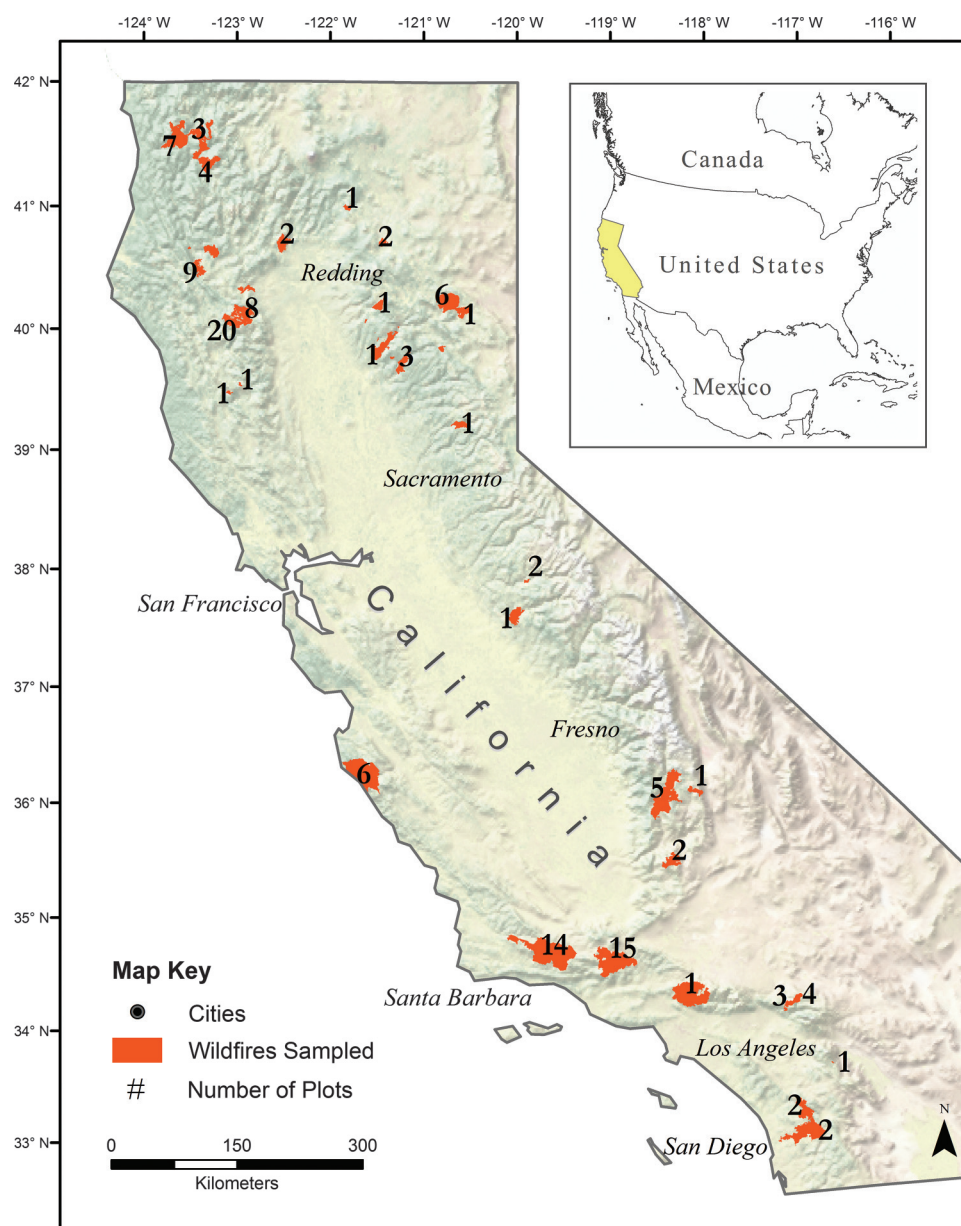 -124° W -123° W -122° W -121° W -120° W -119° W -118° W -117° W -116° W
42° N
41° N
40° N
39° N
38° N
37° N
36° N
35° N
34° N
33° N
Canada
United States
Mexico
3
7
4
1
2
2
9
Redding
6
1
1
8
20
1
3
1
1
1
Sacramento
2
San Francisco
1
California
Fresno
6
5
1
2
14
15
1
3
4
Santa Barbara
Los Angeles
1
2
2
San Diego
N
Map Key
Cities
Wildfires Sampled
# Number of Plots
0 150 300
Kilometers